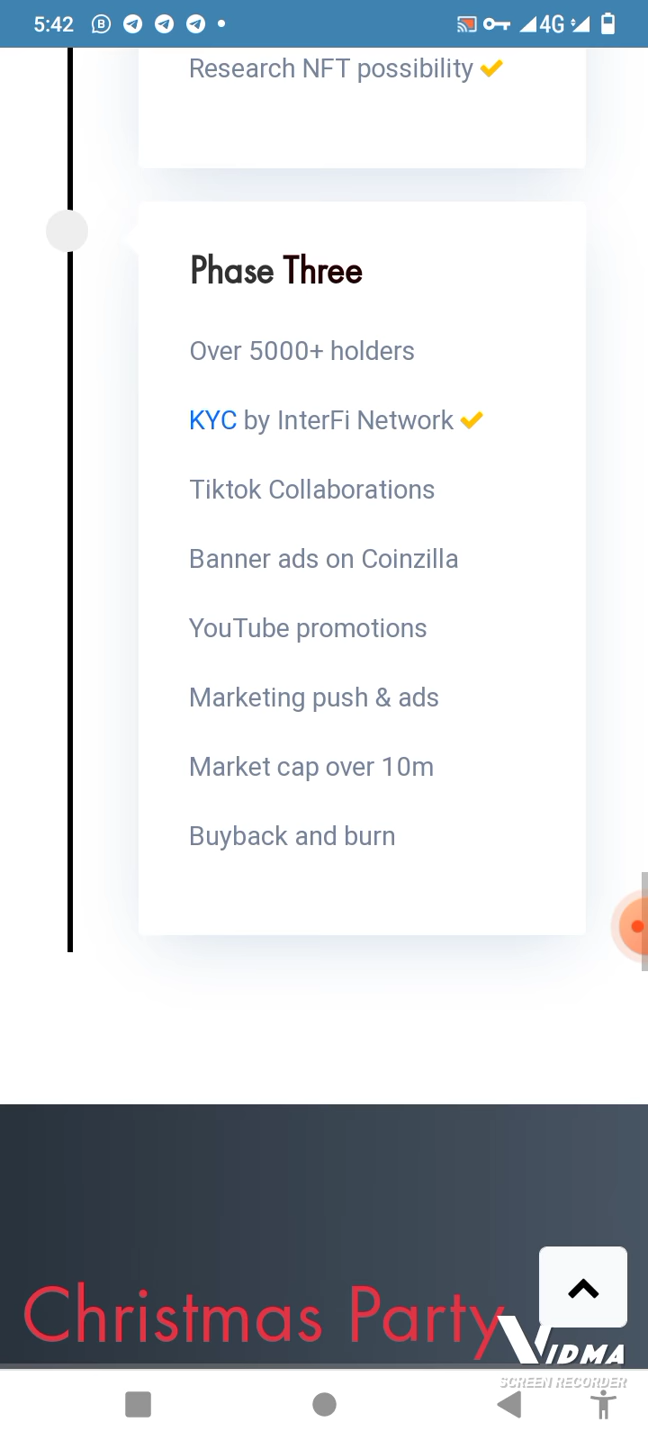 5:42
4G
Research NFT possibility
Phase Three
Over 5000+ holders
KYC by InterFi Network
Tiktok Collaborations
Banner ads on Coinzilla
YouTube promotions
Marketing push & ads
Market cap over 10m
Buyback and burn
Christmas Party
VIDMA
SCREEN RECORDER